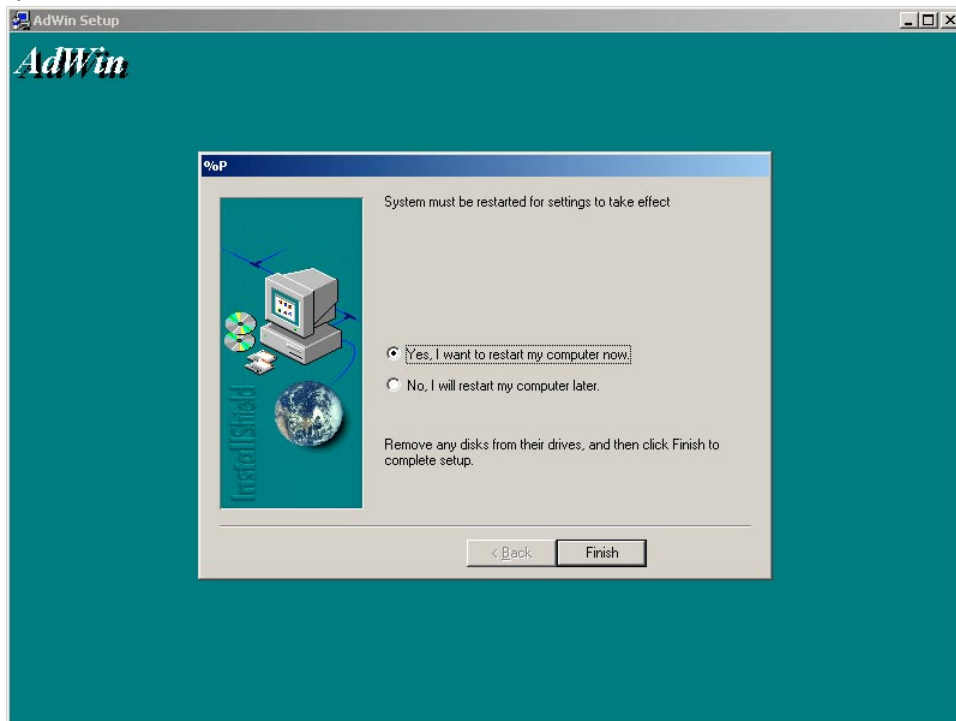 AdWin Setup
AdWin
%P
System must be restarted for settings to take effect
Yes, I want to restart my computer now.
No, I will restart my computer later.
Remove any disks from their drives, and then click Finish to
complete setup.
InstallShield
< Back
Finish